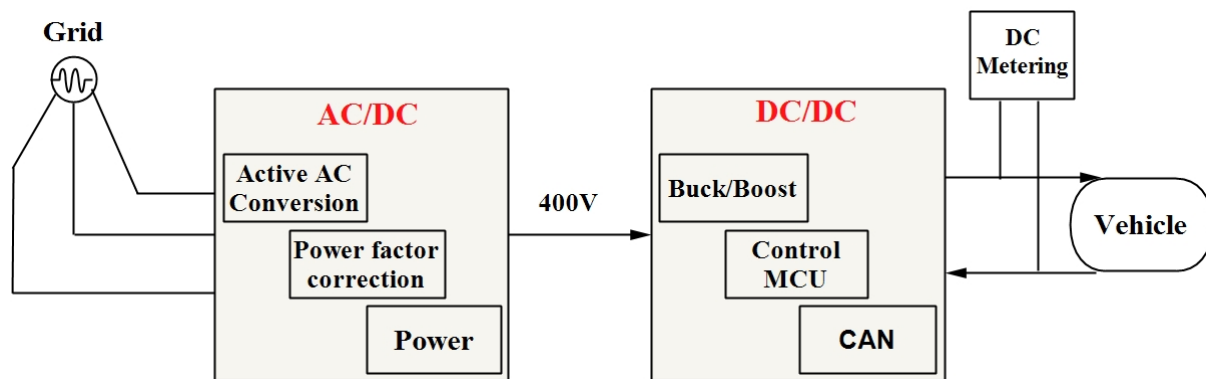 Grid
AC/DC
Active AC
Conversion
Power factor
correction
Power
400V
DC/DC
Buck/Boost
Control
MCU
CAN
DC
Metering
Vehicle